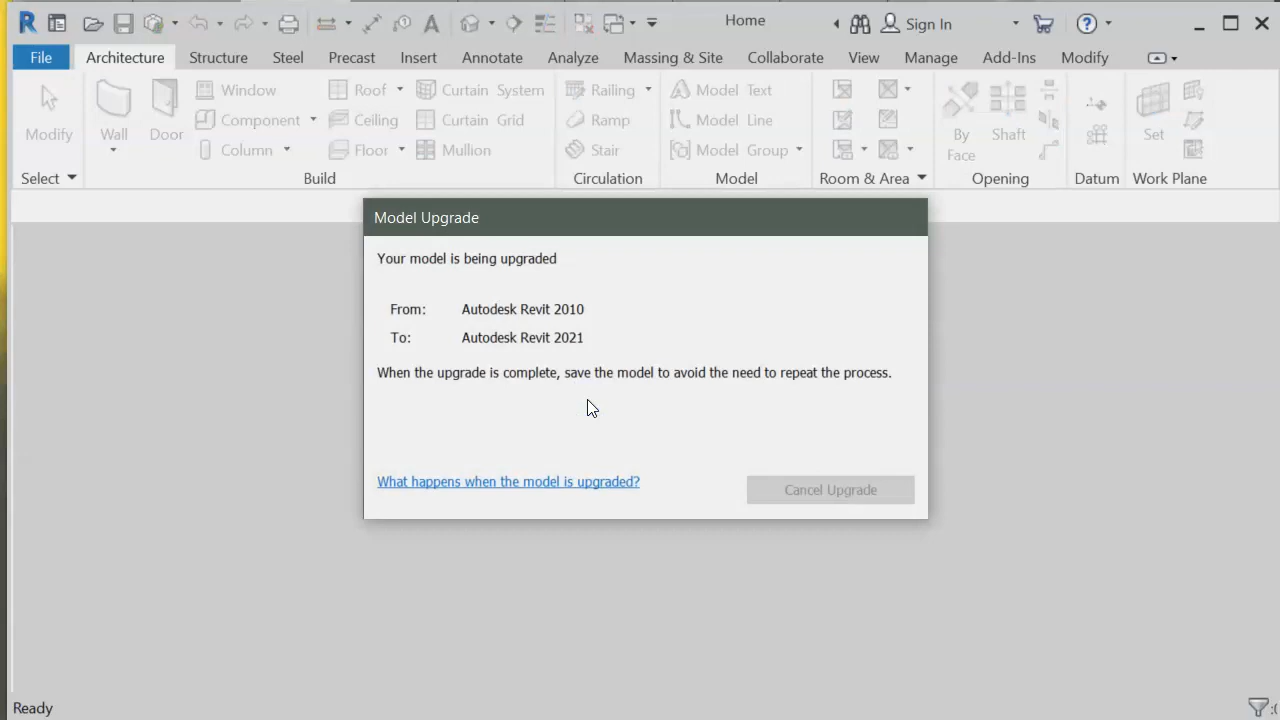 Home
Sign In
File Architecture Structure Steel Precast Insert Annotate Analyze Massing & Site Collaborate View Manage Add-Ins Modify
Modify
Wall
Door
Window
Component
Column
Roof
Ceiling
Floor
Curtain System
Curtain Grid
Mullion
Railing
Ramp
Stair
Model Text
Model Line
Model Group
By
Face
Shaft
Set
Select Build Circulation Model Room & Area Opening Datum Work Plane
Model Upgrade
Your model is being upgraded
From: Autodesk Revit 2010
To: Autodesk Revit 2021
When the upgrade is complete, save the model to avoid the need to repeat the process.
What happens when the model is upgraded?
Cancel Upgrade
Ready